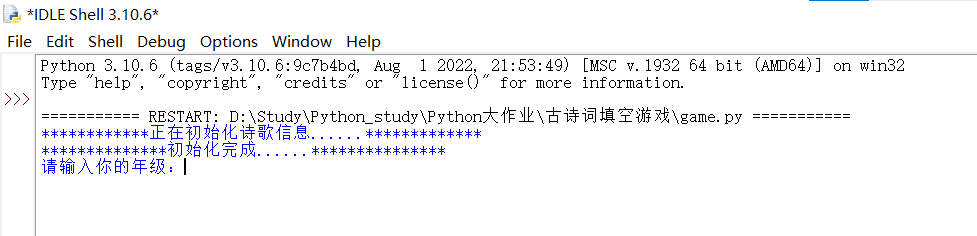 *IDLE Shell 3.10.6*
File Edit Shell Debug Options Window Help
Python 3.10.6 (tags/v3.10.6:9c7b4bd, Aug  1 2022, 21:53:49) [MSC v.1932 64 bit (AMD64)] on win32
Type "help", "copyright", "credits" or "license()" for more information.
>>>
=========== RESTART: D:\Study\Python_study\Python大作业\古诗词填空游戏\game.py ===========
************正在初始化诗歌信息......*************
**************初始化完成......***************
请输入你的年级：